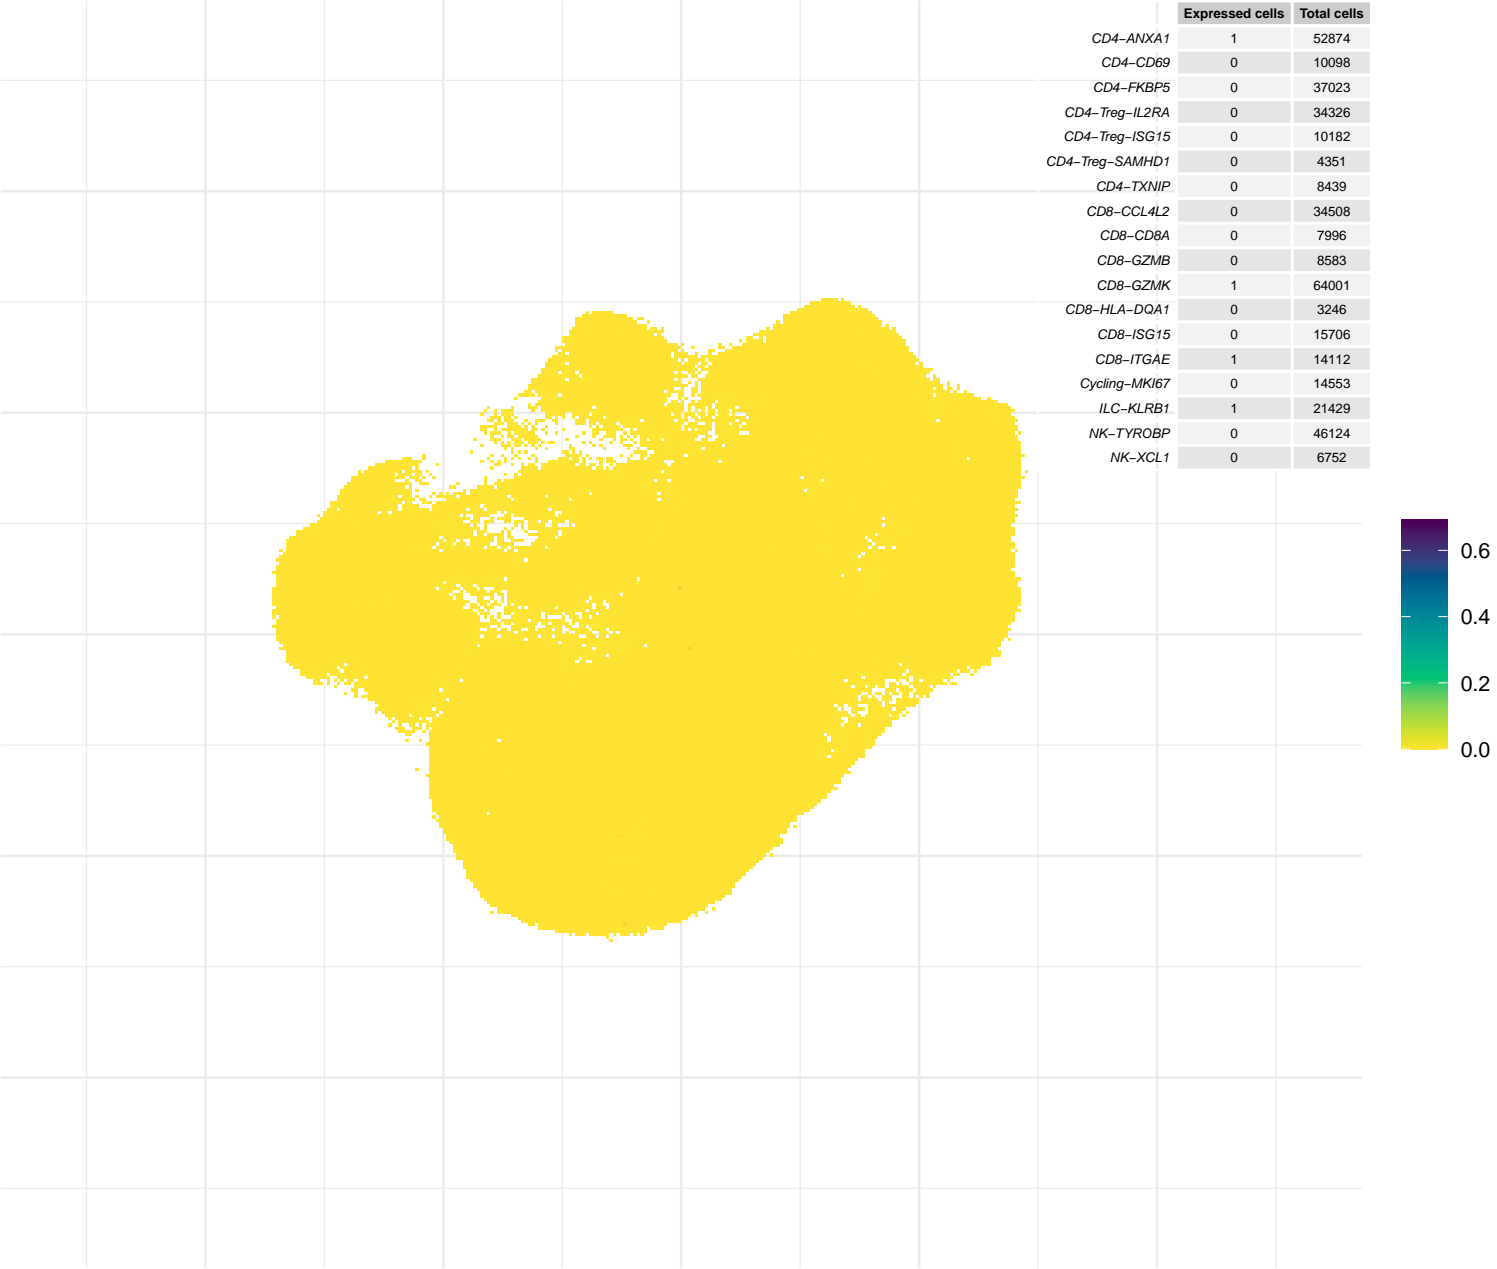 Expressed cells Total cells
CD4−ANXA1 1 52874
CD4−CD69 0 10098
CD4−FKBP5 0 37023
CD4−Treg−IL2RA 0 34326
CD4−Treg−ISG15 0 10182
CD4−Treg−SAMHD1 0 4351
CD4−TXNIP 0 8439
CD8−CCL4L2 0 34508
CD8−CD8A 0 7996
CD8−GZMB 0 8583
CD8−GZMK 1 64001
CD8−HLA−DQA1 0 3246
CD8−ISG15 0 15706
CD8−ITGAE 1 14112
Cycling−MKI67 0 14553
ILC−KLRB1 1 21429
NK−TYROBP 0 46124
NK−XCL1 0 6752
0.6
0.4
0.2
0.0